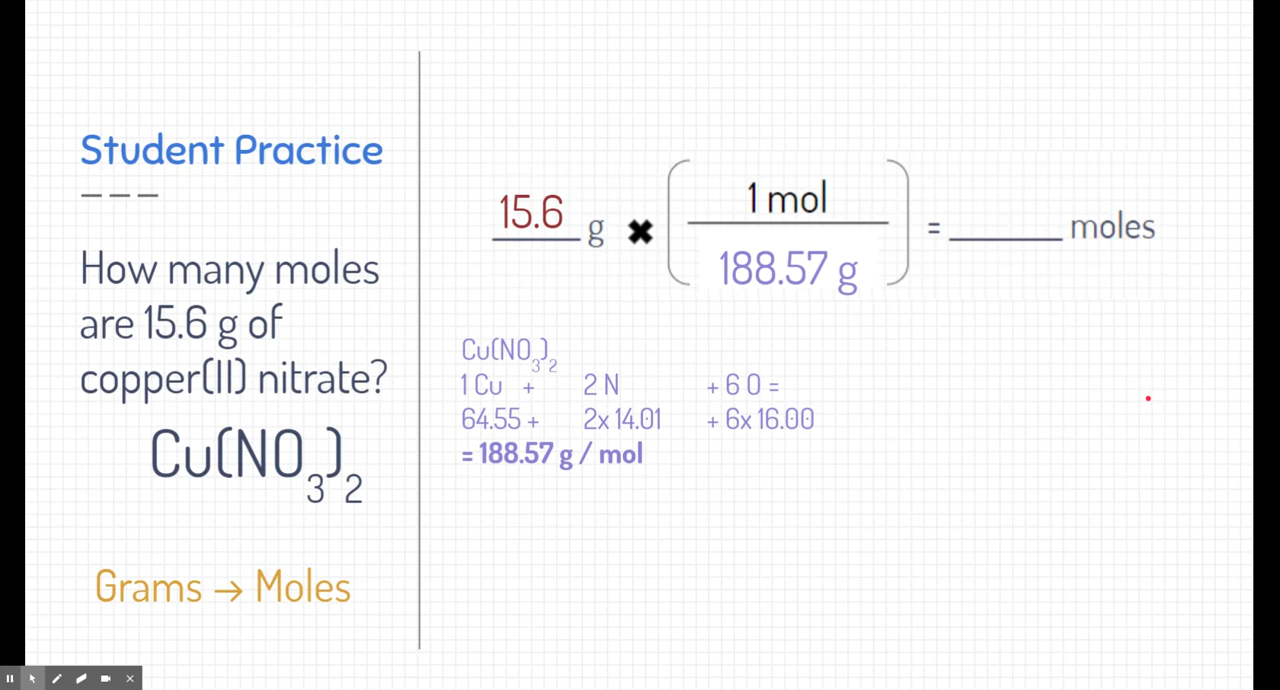 Student Practice
How many moles
are 15.6 g of
copper(II) nitrate?
Cu(NO3)2
Grams → Moles
15.6 g ✖ ( 1 mol / 188.57 g ) = ______ moles
Cu(NO3)2
1 Cu + 2 N + 6 O =
64.55 + 2x 14.01 + 6x 16.00
= 188.57 g / mol